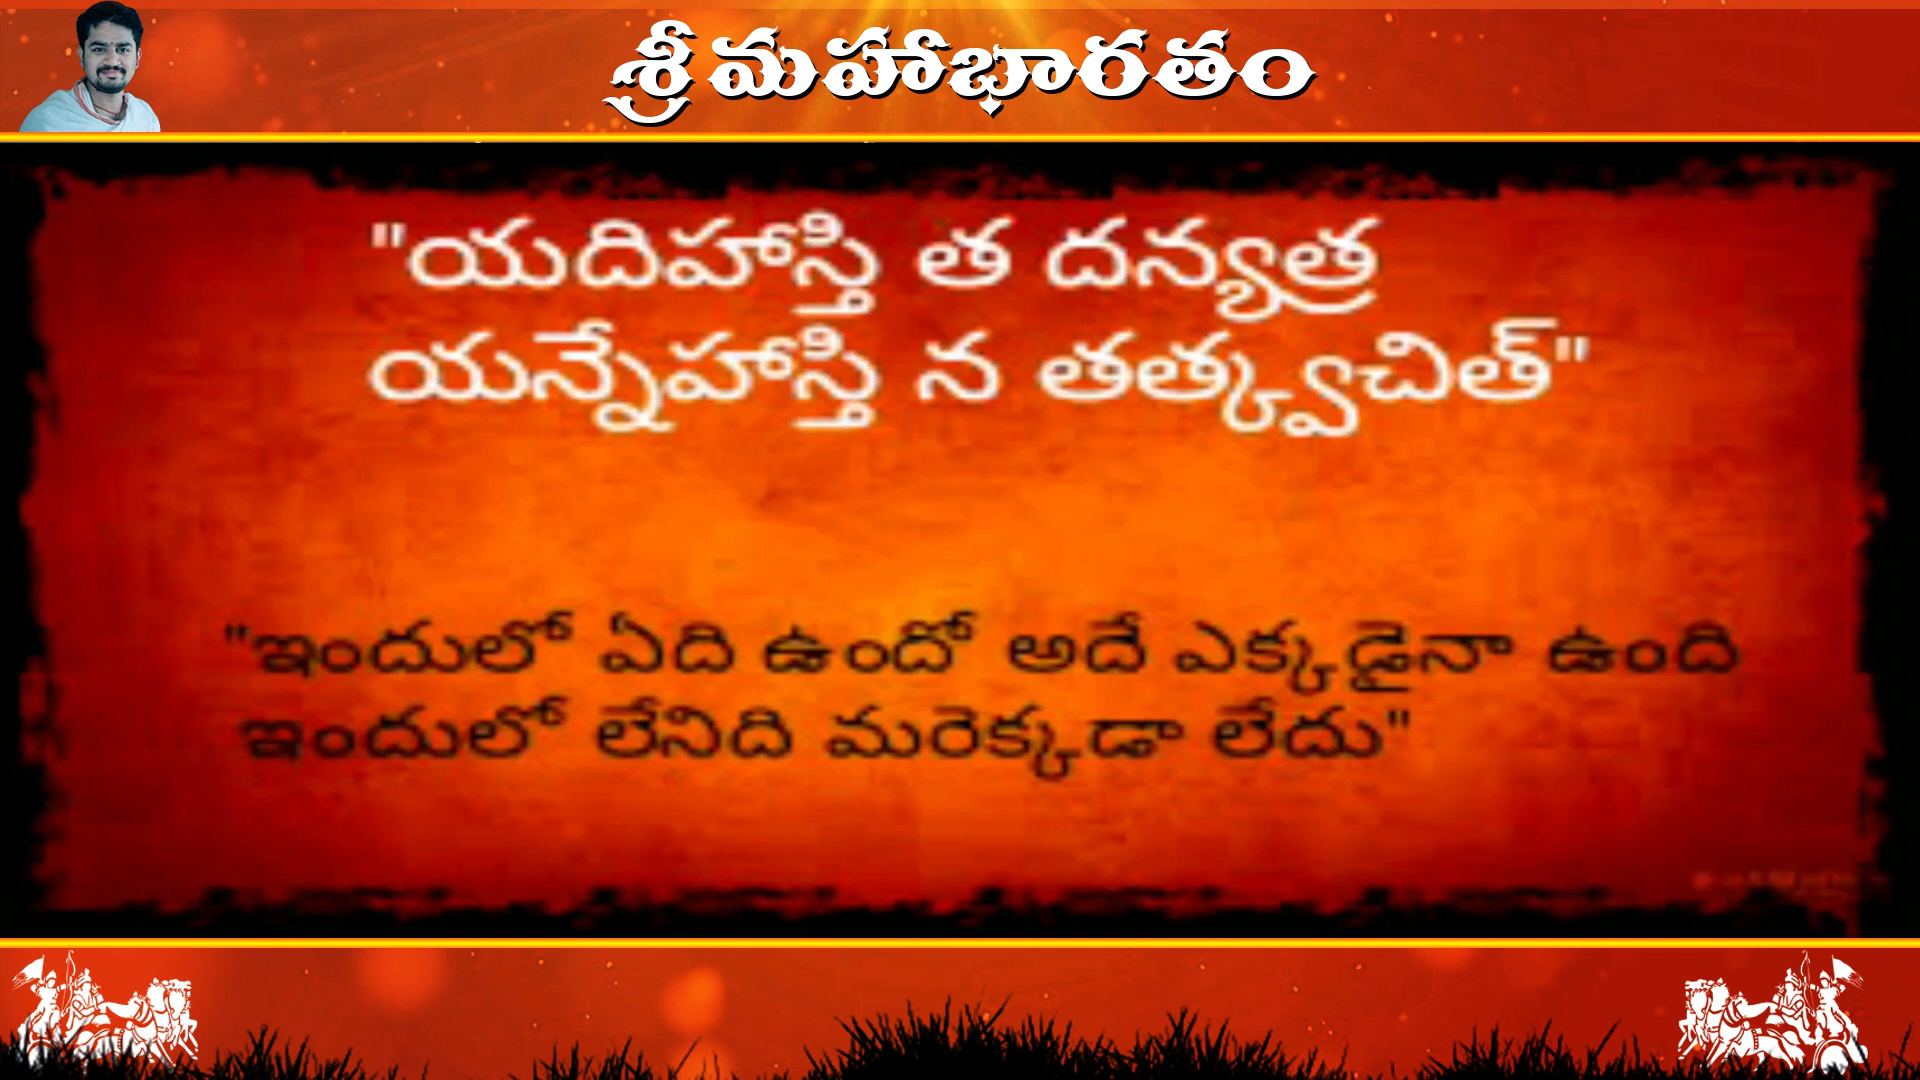 శ్రీమహాభారతం
"యదిహాస్తి త దన్యత్ర
యన్నేహాస్తి న తత్క్వచిత్"
"ఇందులో ఏది ఉందో అదే ఎక్కడైనా ఉంది
ఇందులో లేనిది మరెక్కడా లేదు"